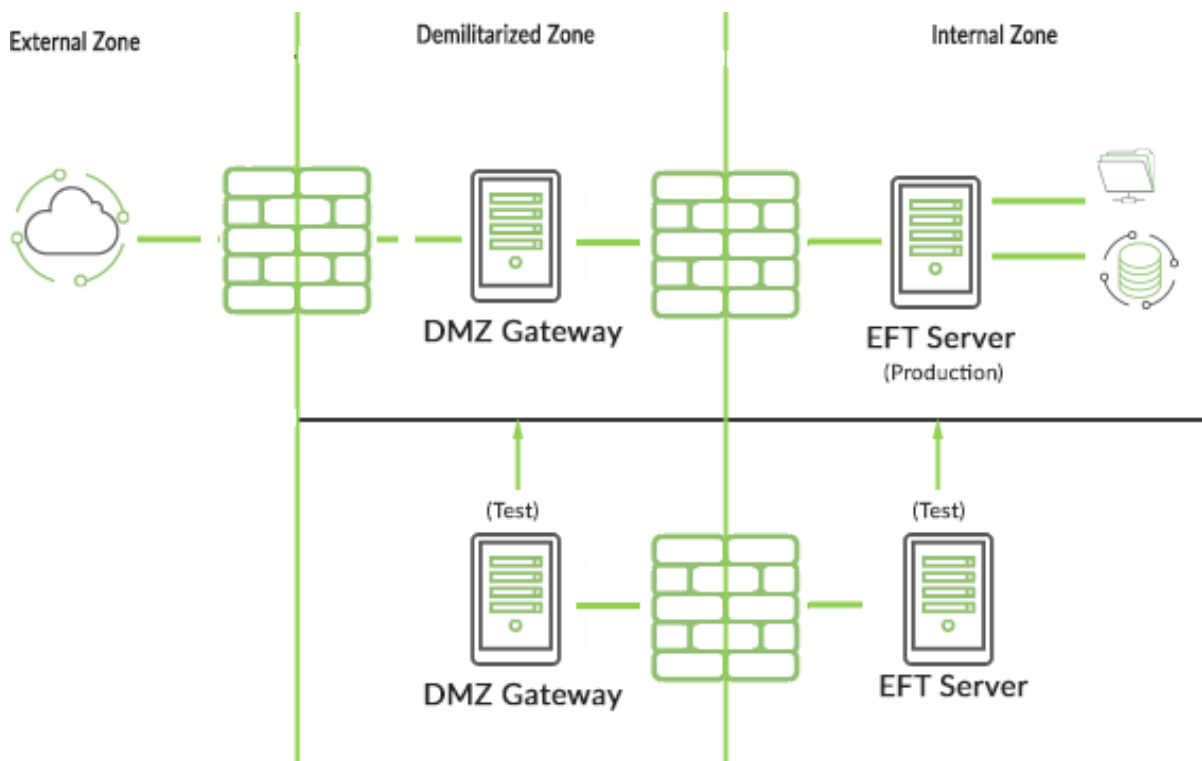 External Zone
Demilitarized Zone
Internal Zone
DMZ Gateway
EFT Server
(Production)
(Test)
(Test)
DMZ Gateway
EFT Server